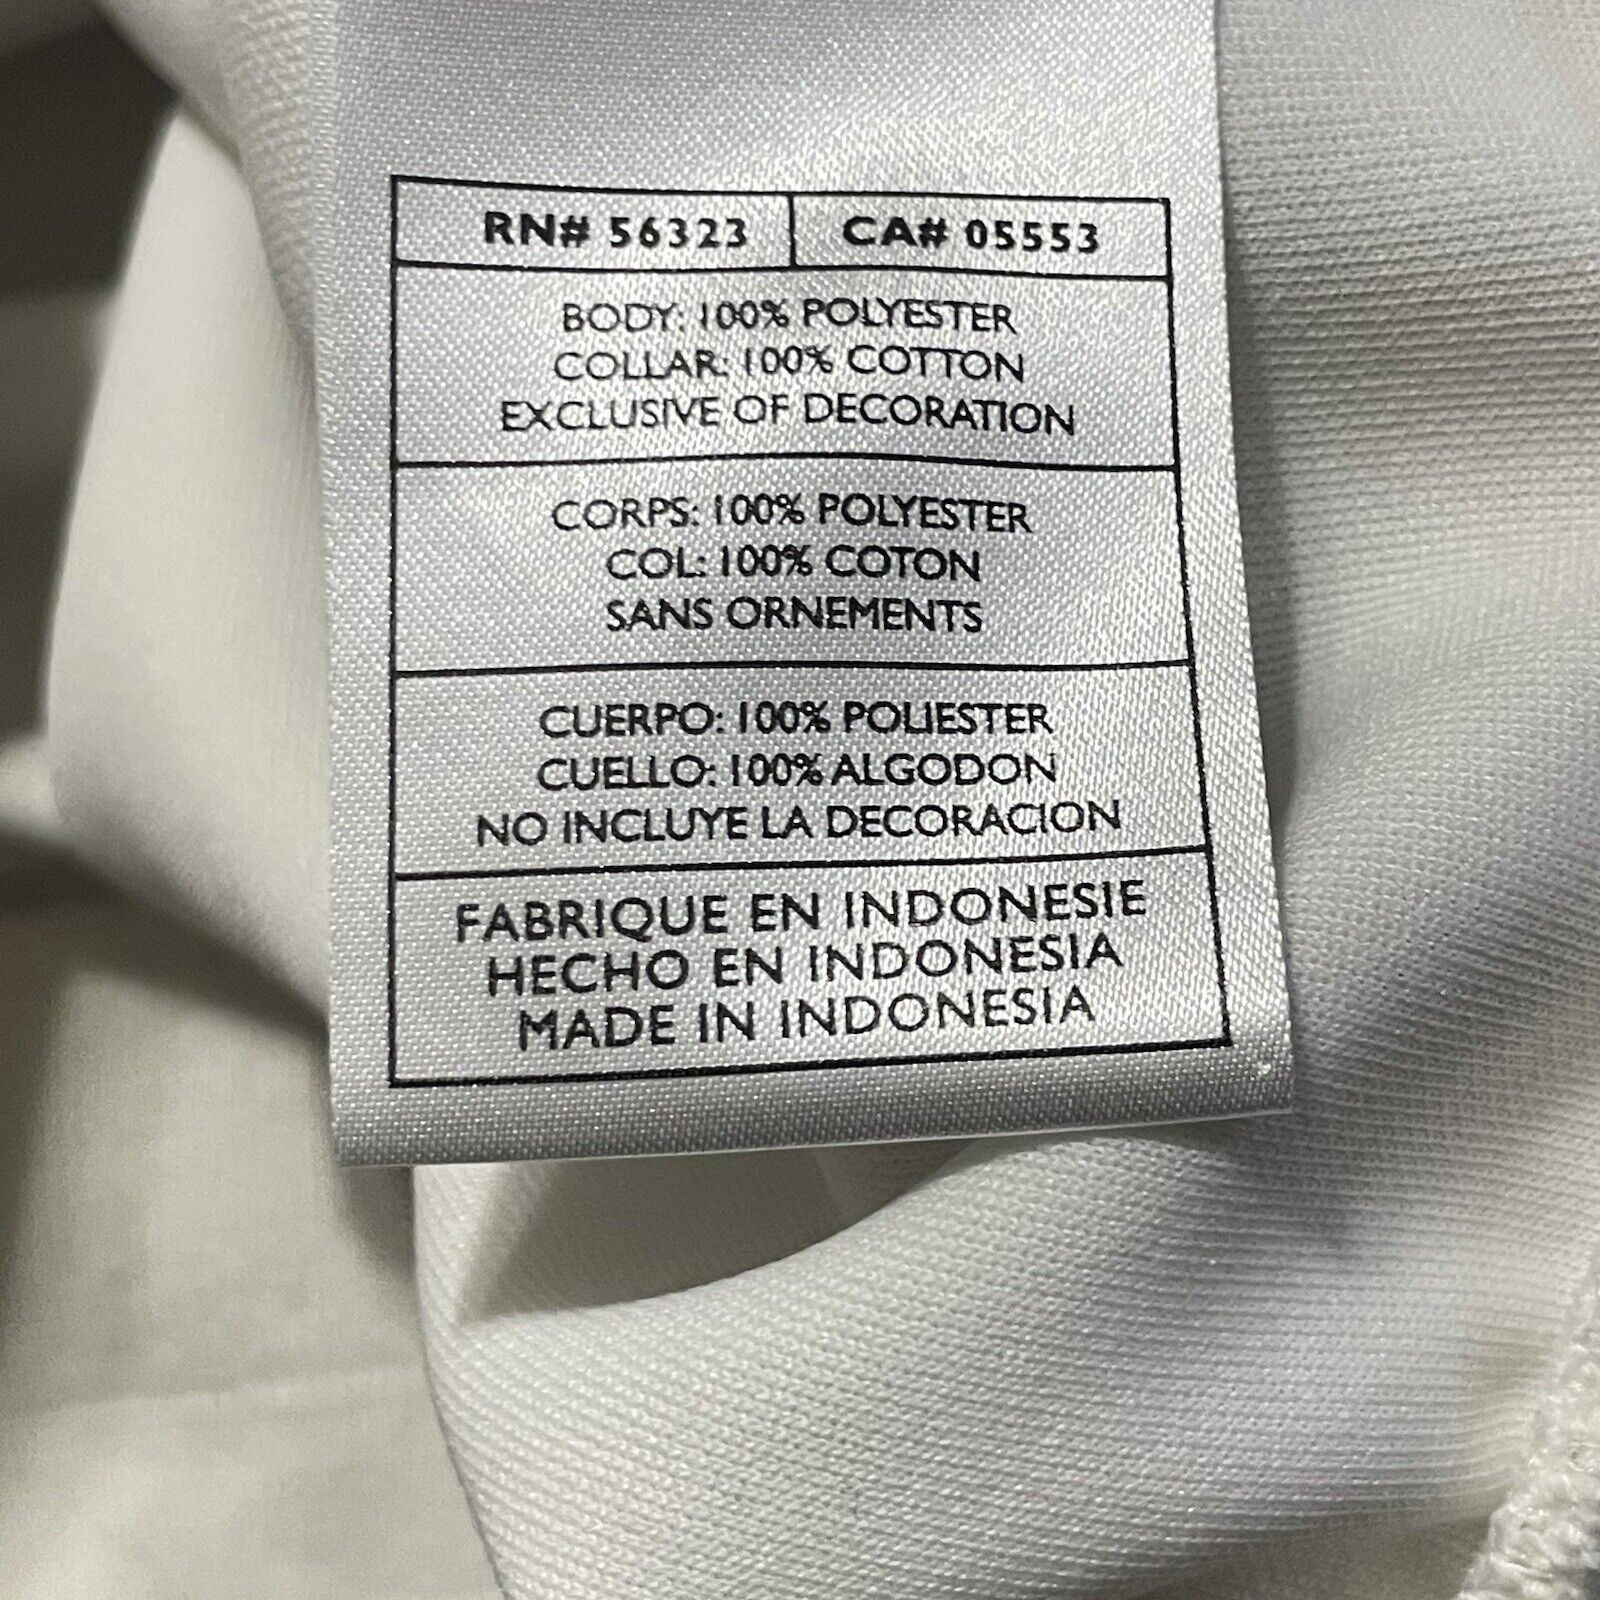 RN# 56323 CA# 05553
BODY: 100% POLYESTER
COLLAR: 100% COTTON
EXCLUSIVE OF DECORATION
CORPS: 100% POLYESTER
COL: 100% COTON
SANS ORNEMENTS
CUERPO: 100% POLIESTER
CUELLO: 100% ALGODON
NO INCLUYE LA DECORACION
FABRIQUE EN INDONESIE
HECHO EN INDONESIA
MADE IN INDONESIA